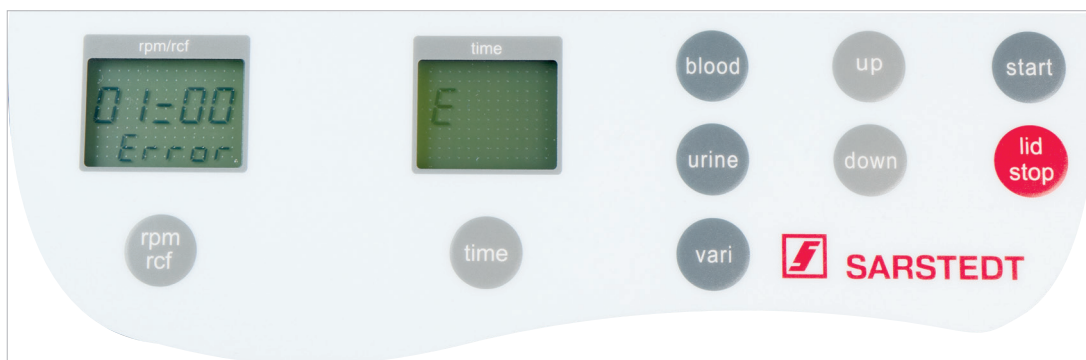 rpm/rcf
01=00
Error
time
E
rpm
rcf
time
blood
urine
vari
up
down
start
lid
stop
SARSTEDT